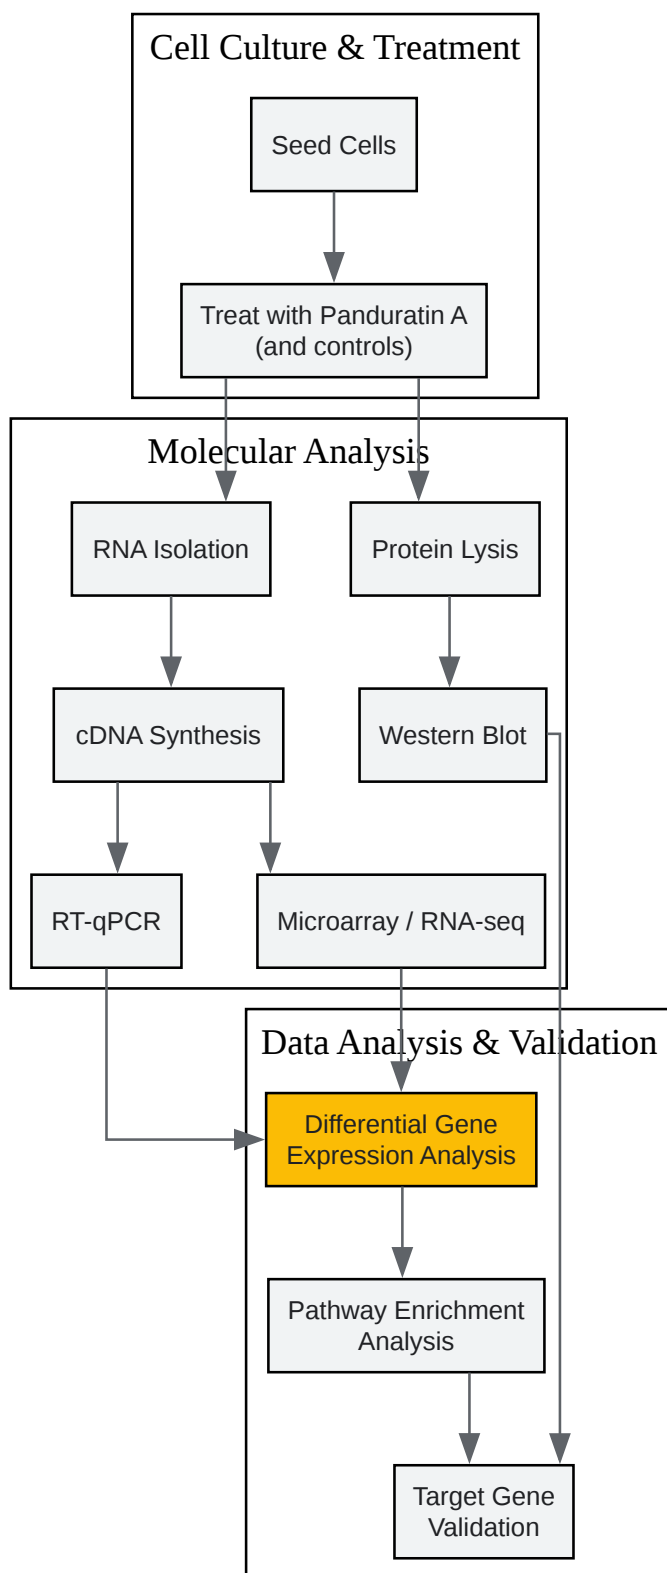 Cell Culture & Treatment
Seed Cells
Treat with Panduratin A
(and controls)
Molecular Analysis
RNA Isolation
Protein Lysis
cDNA Synthesis
Western Blot
RT-qPCR
Microarray / RNA-seq
Data Analysis & Validation
Differential Gene
Expression Analysis
Pathway Enrichment
Analysis
Target Gene
Validation